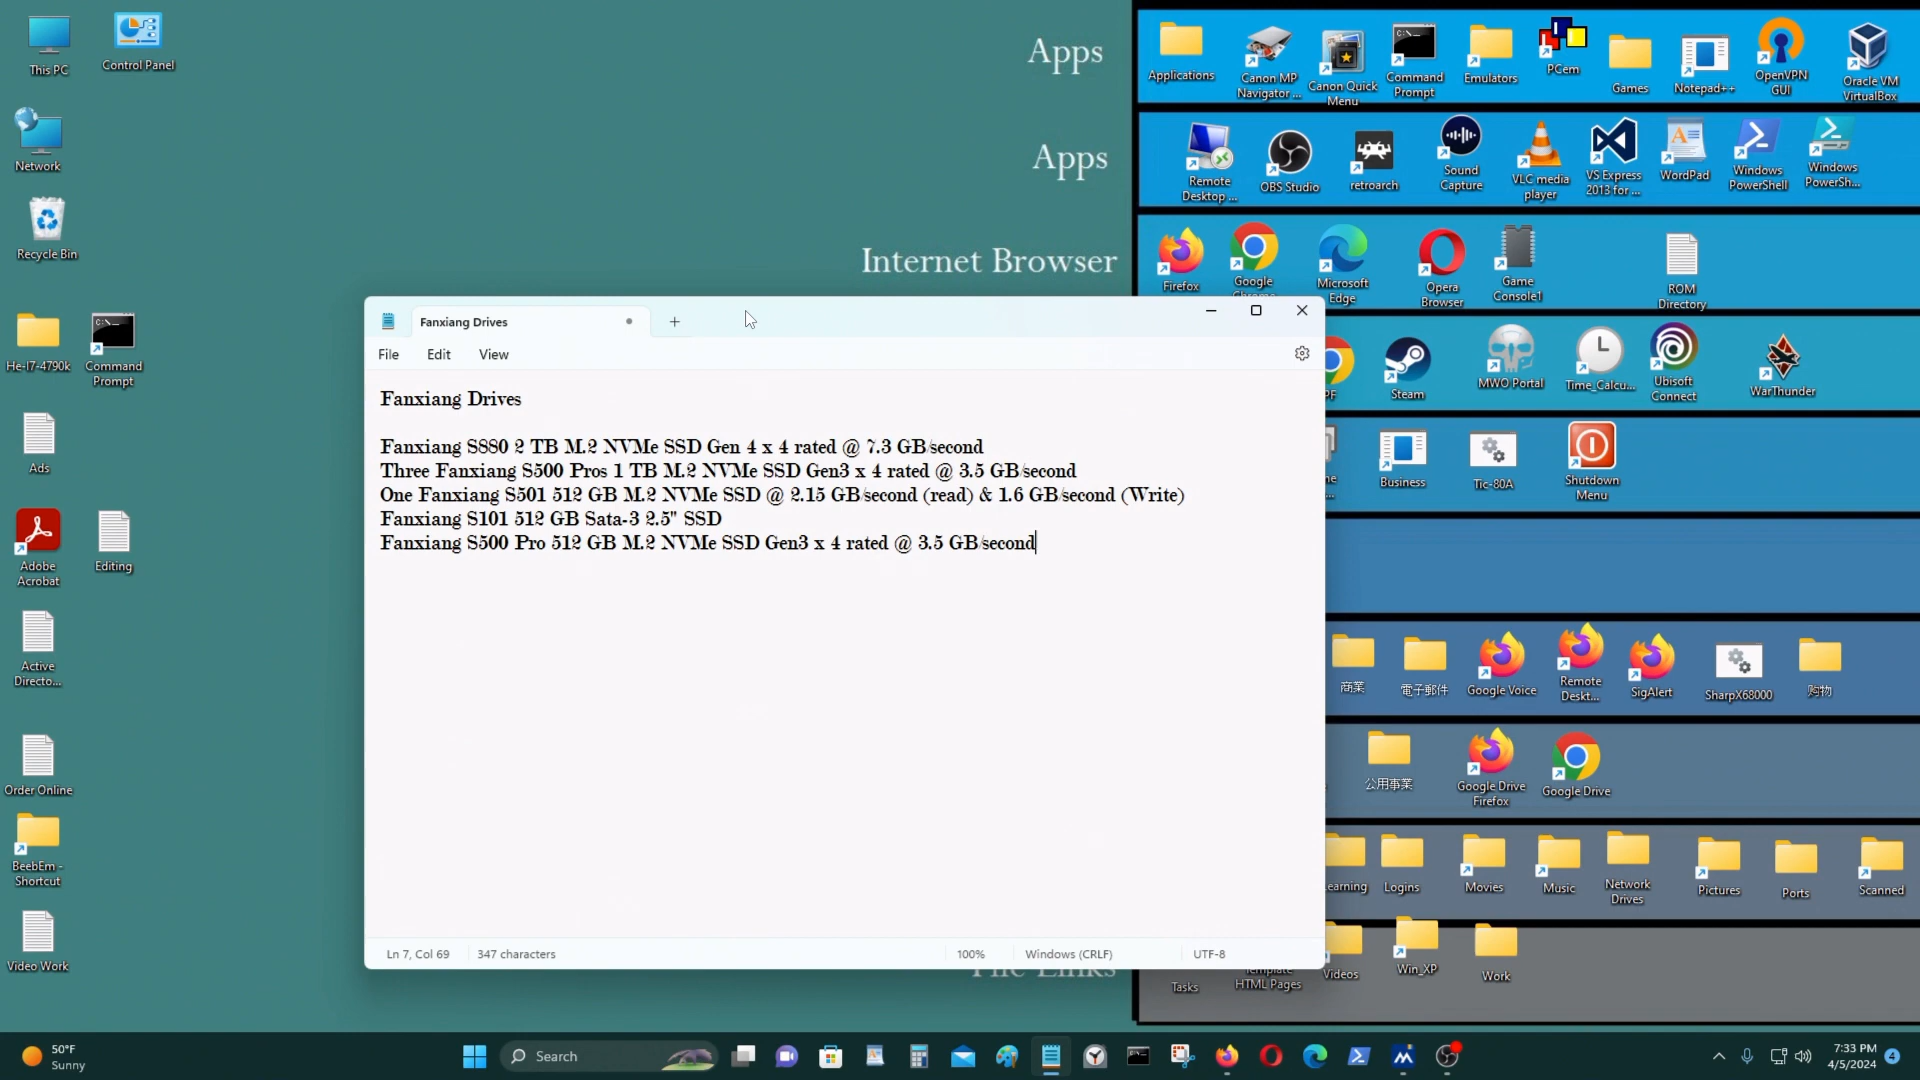 This PC
Control Panel
Network
Recycle Bin
He-I7-4790k
Command
Prompt
Ads
Adobe
Acrobat
Editing
Active
Directo...
Order Online
BeebEm -
Shortcut
Video Work
Apps
Applications
Canon MP
Navigator ...
Canon Quick
Menu
Command
Prompt
Emulators
PCem
Games
Notepad++
OpenVPN
GUI
Oracle VM
VirtualBox
Apps
Remote
Desktop ...
OBS Studio
retroarch
Sound
Capture
VLC media
player
VS Express
2013 for ...
WordPad
Windows
PowerShell
Windows
PowerSh...
Internet Browser
Firefox
Google
Microsoft
Edge
Opera
Browser
Game
Console1
ROM
Directory
Fanxiang Drives
File
Edit
View
Fanxiang Drives
Fanxiang S880 2 TB M.2 NVMe SSD Gen 4 x 4 rated @ 7.3 GB/second
Three Fanxiang S500 Pros 1 TB M.2 NVMe SSD Gen3 x 4 rated @ 3.5 GB/second
One Fanxiang S501 512 GB M.2 NVMe SSD @ 2.15 GB/second (read) & 1.6 GB/second (Write)
Fanxiang S101 512 GB Sata-3 2.5" SSD
Fanxiang S500 Pro 512 GB M.2 NVMe SSD Gen3 x 4 rated @ 3.5 GB/second
Ln 7, Col 69
347 characters
100%
Windows (CRLF)
UTF-8
Steam
MWO Portal
Time_Calcu...
Ubisoft
Connect
WarThunder
Business
Tic-80A
Shutdown
Menu
商業
電子郵件
Google Voice
Remote
Deskt...
SigAlert
SharpX68000
购物
公用事業
Google Drive
Firefox
Google Drive
earning
Logins
Movies
Music
Network
Drives
Pictures
Ports
Scanned
Tasks
HTML Pages
Videos
Win_XP
Work
50°F
Sunny
Search
7:33 PM
4/5/2024
4